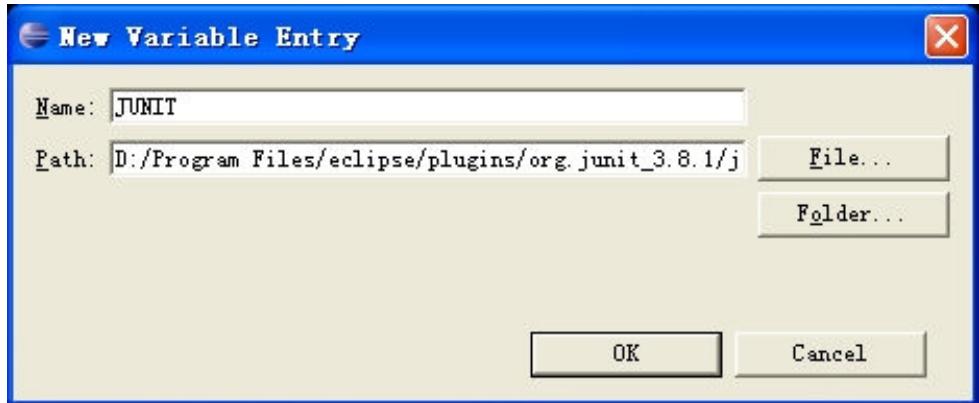 New Variable Entry
Name: JUNIT
Path: D:/Program Files/eclipse/plugins/org.junit_3.8.1/j
File...
Folder...
OK
Cancel